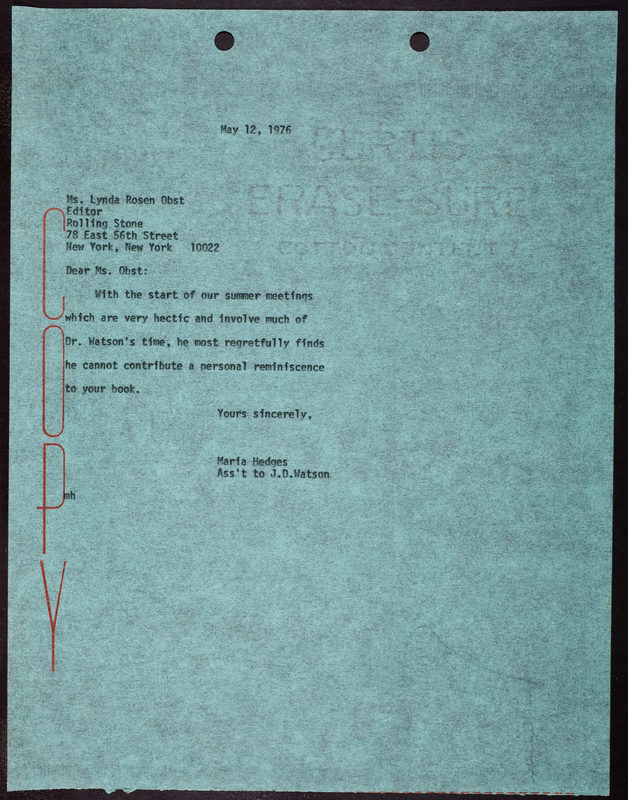 May 12, 1976
CURTIS
ERASE-SURE
Ms. Lynda Rosen Obst
Editor
Rolling Stone
78 East 56th Street
New York, New York 10022
Dear Ms. Obst:
With the start of our summer meetings
which are very hectic and involve much of
Dr. Watson's time, he most regretfully finds
he cannot contribute a personal reminiscence
to your book.
Yours sincerely,
Maria Hedges
Ass't to J.D.Watson
mh
COPY